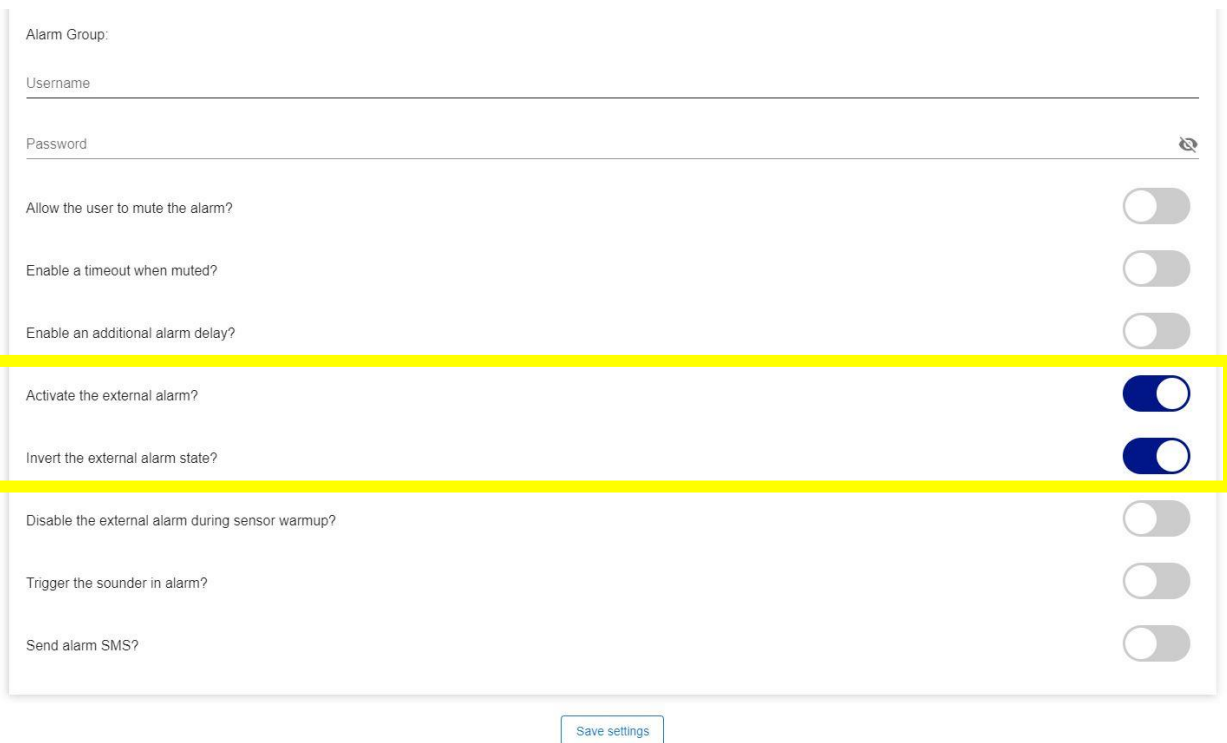 Alarm Group:
Username
Password
Allow the user to mute the alarm?
Enable a timeout when muted?
Enable an additional alarm delay?
Activate the external alarm?
Invert the external alarm state?
Disable the external alarm during sensor warmup?
Trigger the sounder in alarm?
Send alarm SMS?
Save settings